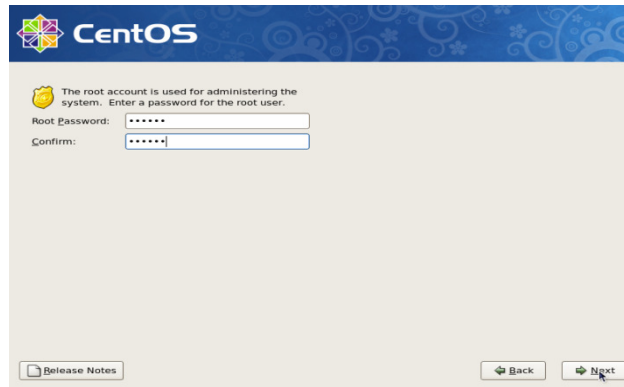 CentOS
The root account is used for administering the
system. Enter a password for the root user.
Root Password: ••••••
Confirm: ••••••
Release Notes
Back
Next